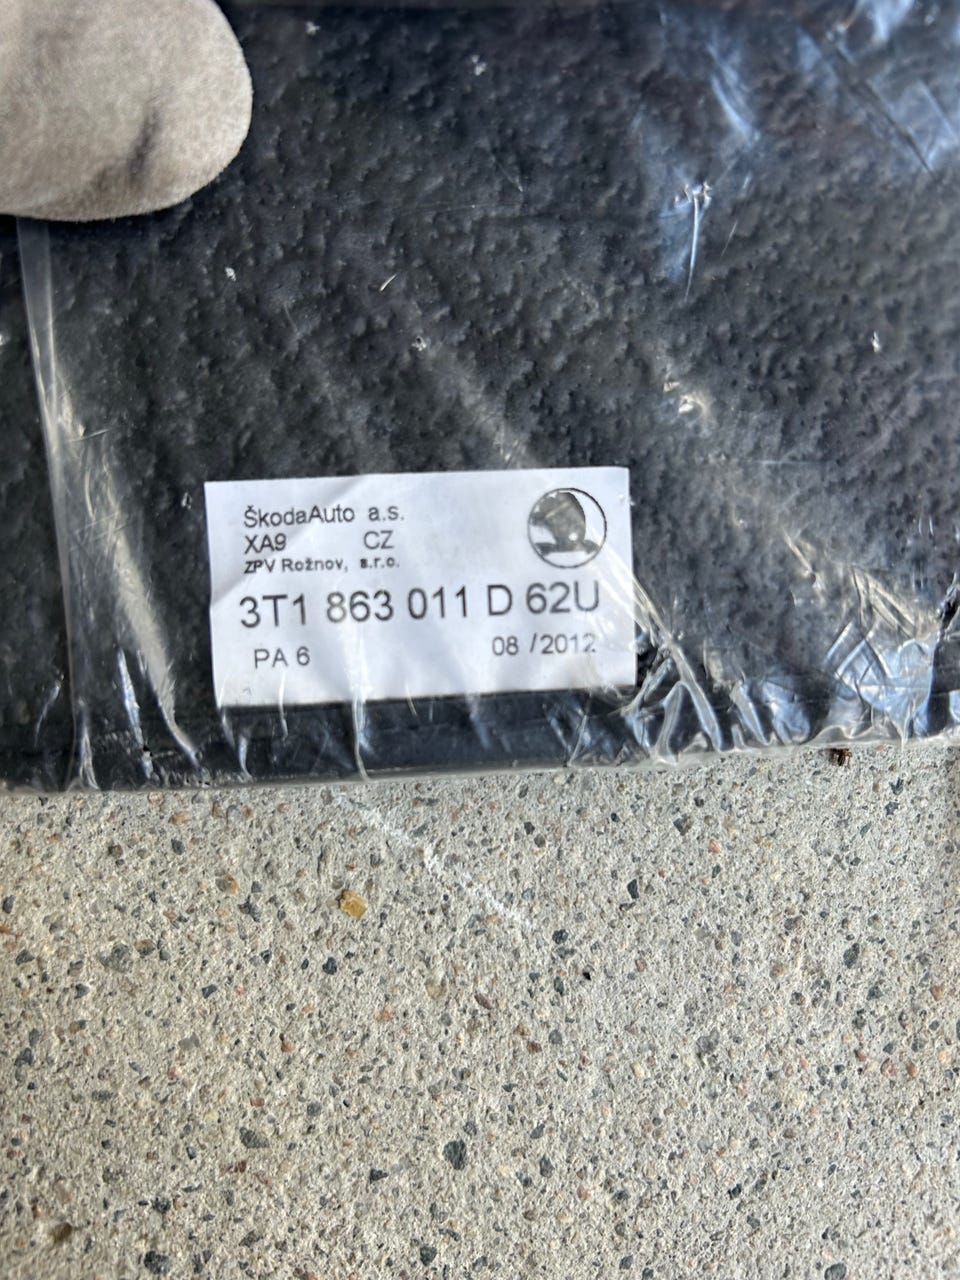 ŠkodaAuto a.s.
XA9 CZ
ZPV Rožnov, s.r.o.
3T1 863 011 D 62U
PA 6 08 /2012